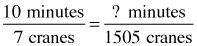 10 minutes / 7 cranes = ? minutes / 1505 cranes